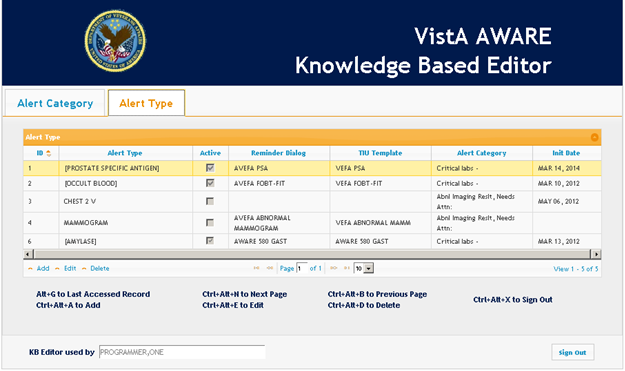 VistA AWARE
Knowledge Based Editor
Alert Category Alert Type
Alert Type
ID Alert Type Active Reminder Dialog TIU Template Alert Category Init Date
1 [PROSTATE SPECIFIC ANTIGEN] AVEFA PSA VEFA PSA Critical labs - MAR 14, 2014
2 [OCCULT BLOOD] AVEFA FOBT-FIT VEFA FOBT-FIT Critical labs - MAR 10, 2012
3 CHEST 2 V Abnl Imaging Reslt, Needs Attn: MAY 06, 2012
4 MAMMOGRAM AVEFA ABNORMAL MAMMOGRAM VEFA ABNORMAL MAMM Abnl Imaging Reslt, Needs Attn:
6 [AMYLASE] AWARE 580 GAST AWARE 580 GAST Critical labs - MAR 13, 2012
Add Edit Delete Page 1 of 1 10 View 1 - 5 of 5
Alt+G to Last Accessed Record Ctrl+Alt+N to Next Page Ctrl+Alt+B to Previous Page Ctrl+Alt+X to Sign Out
Ctrl+Alt+A to Add Ctrl+Alt+E to Edit Ctrl+Alt+D to Delete
KB Editor used by PROGRAMMER,ONE Sign Out